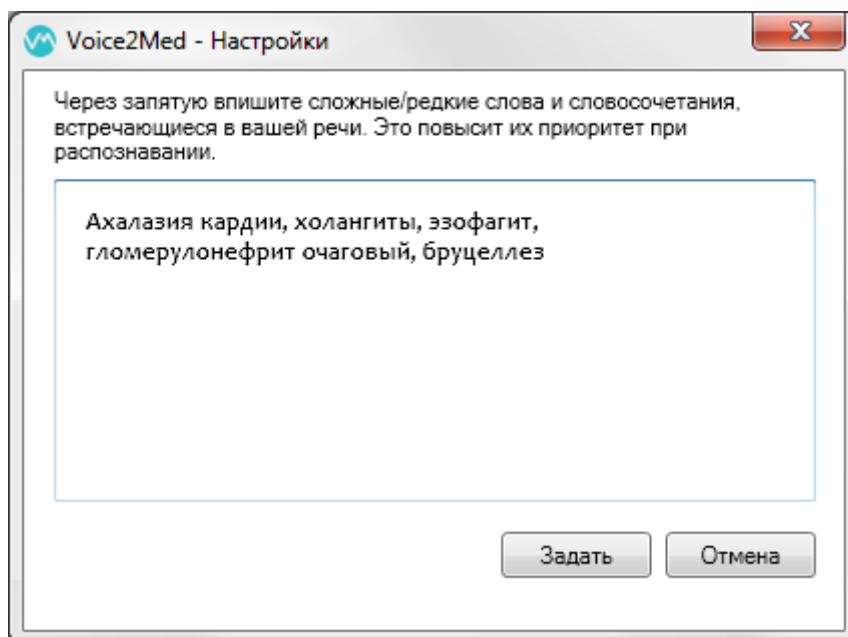 Voice2Med - Настройки
Через запятую впишите сложные/редкие слова и словосочетания,
встречающиеся в вашей речи. Это повысит их приоритет при
распознавании.
Ахалазия кардии, холангиты, эзофагит,
гломерулонефрит очаговый, бруцеллез
Задать Отмена